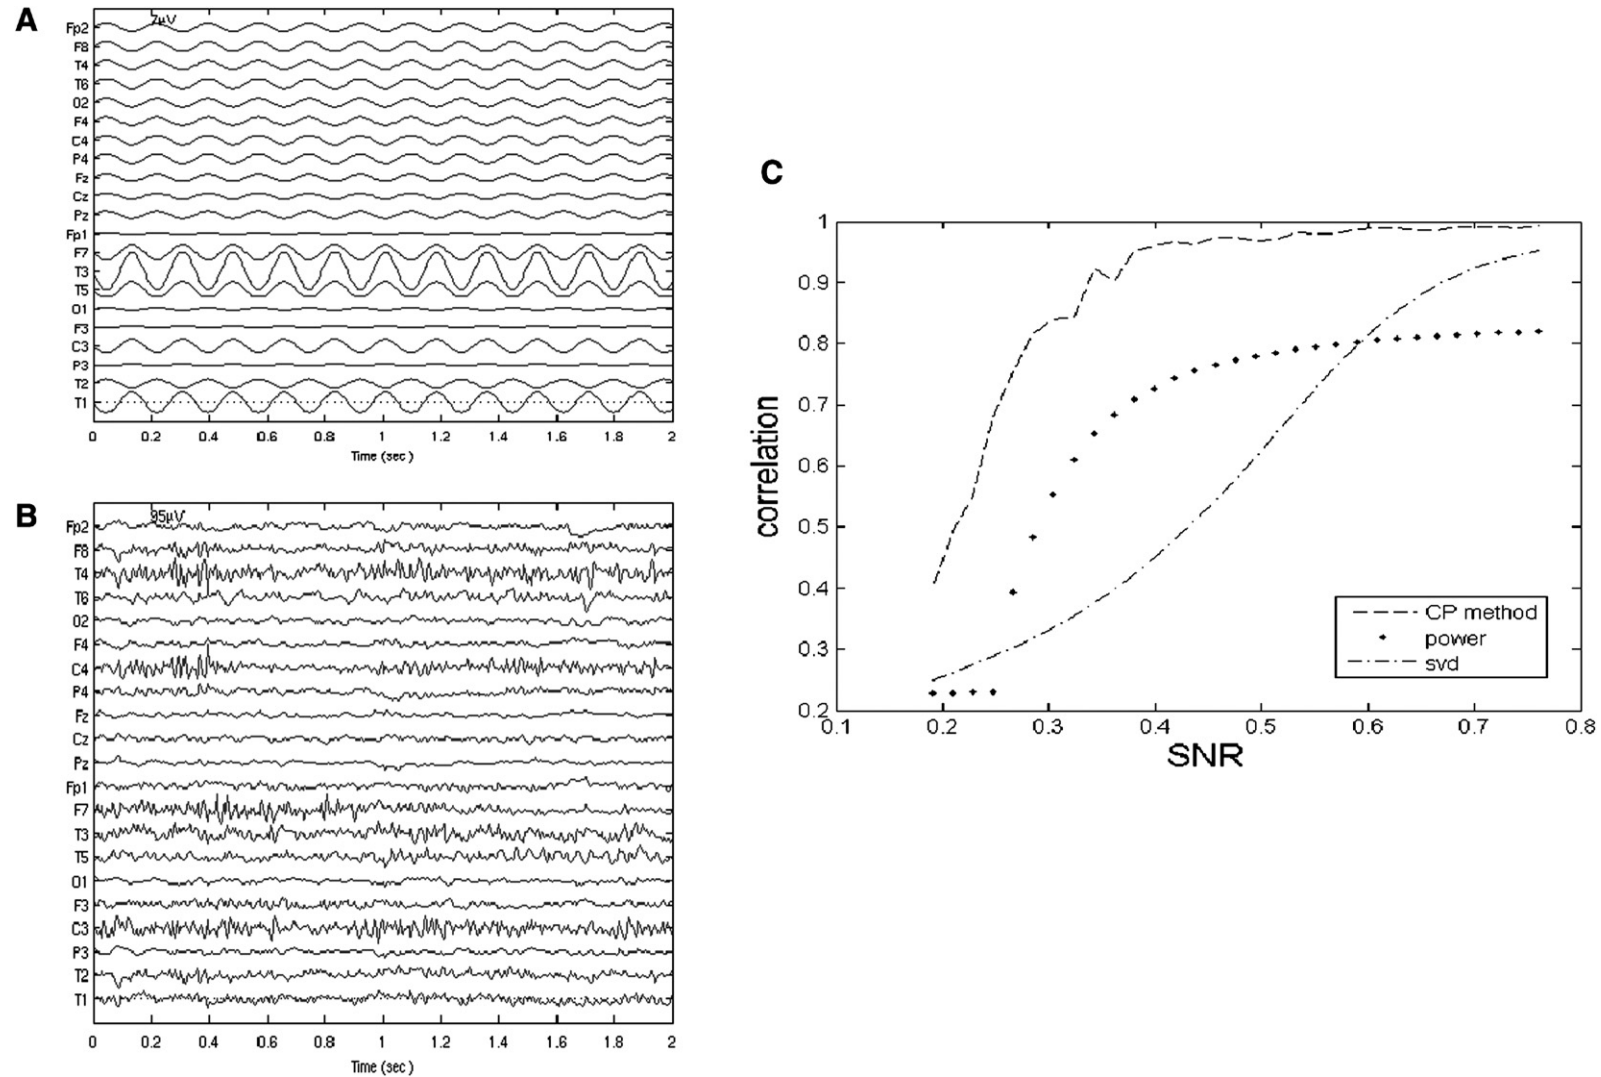 A
7μV
Fp2
F8
T4
T6
O2
F4
C4
P4
Fz
Cz
Pz
Fp1
F7
T3
T5
O1
F3
C3
P3
T2
T1
0 0.2 0.4 0.6 0.8 1 1.2 1.4 1.6 1.8 2
Time (sec)
B
95μV
Fp2
F8
T4
T6
O2
F4
C4
P4
Fz
Cz
Pz
Fp1
F7
T3
T5
O1
F3
C3
P3
T2
T1
0 0.2 0.4 0.6 0.8 1 1.2 1.4 1.6 1.8 2
Time (sec)
C
correlation
1
0.9
0.8
0.7
0.6
0.5
0.4
0.3
0.2
CP method
power
svd
0.1 0.2 0.3 0.4 0.5 0.6 0.7 0.8
SNR